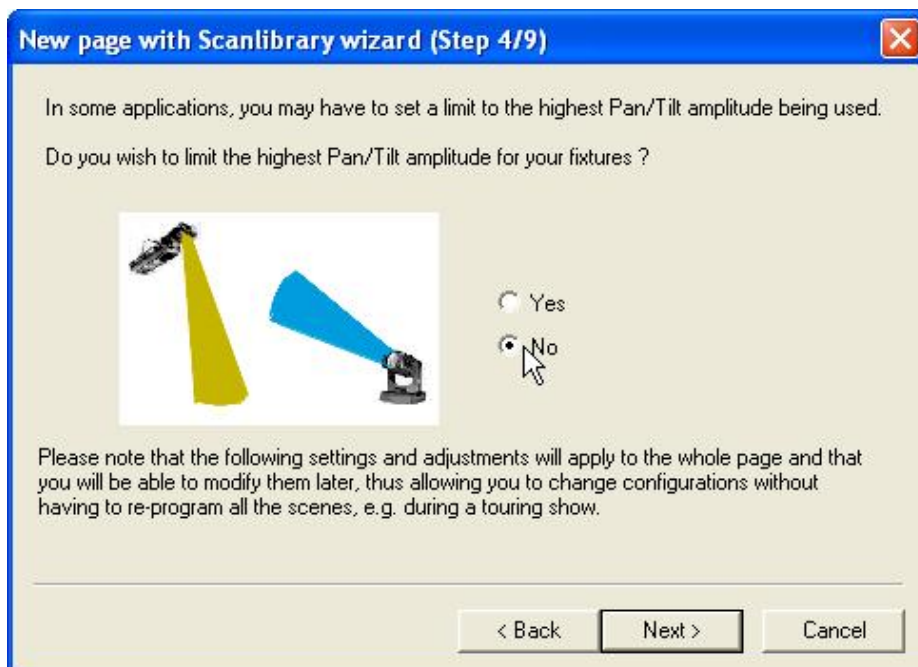 New page with Scanlibrary wizard (Step 4/9)
In some applications, you may have to set a limit to the highest Pan/Tilt amplitude being used.
Do you wish to limit the highest Pan/Tilt amplitude for your fixtures ?
Yes
No
Please note that the following settings and adjustments will apply to the whole page and that
you will be able to modify them later, thus allowing you to change configurations without
having to re-program all the scenes, e.g. during a touring show.
< Back
Next >
Cancel